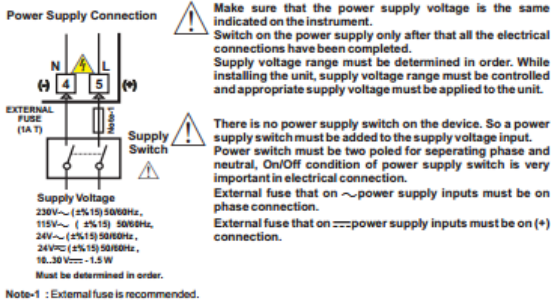 Power Supply Connection
N
L
(-)
4
5
(+)
EXTERNAL
FUSE
(1A T)
Note-1
Supply
Switch
Supply Voltage
230V~ (±%15) 50/60Hz ,
115V~ ( ±%15) 50/60Hz,
24V~ (±%15) 50/60Hz ,
24V⎓ (±%15) 50/60Hz ,
10..30 V⎓ - 1.5 W
Must be determined in order.
Note-1 : External fuse is recommended.
Make sure that the power supply voltage is the same
indicated on the instrument.
Switch on the power supply only after that all the electrical
connections have been completed.
Supply voltage range must be determined in order. While
installing the unit, supply voltage range must be controlled
and appropriate supply voltage must be applied to the unit.
There is no power supply switch on the device. So a power
supply switch must be added to the supply voltage input.
Power switch must be two poled for seperating phase and
neutral, On/Off condition of power supply switch is very
important in electrical connection.
External fuse that on ~power supply inputs must be on
phase connection.
External fuse that on ⎓power supply inputs must be on (+)
connection.